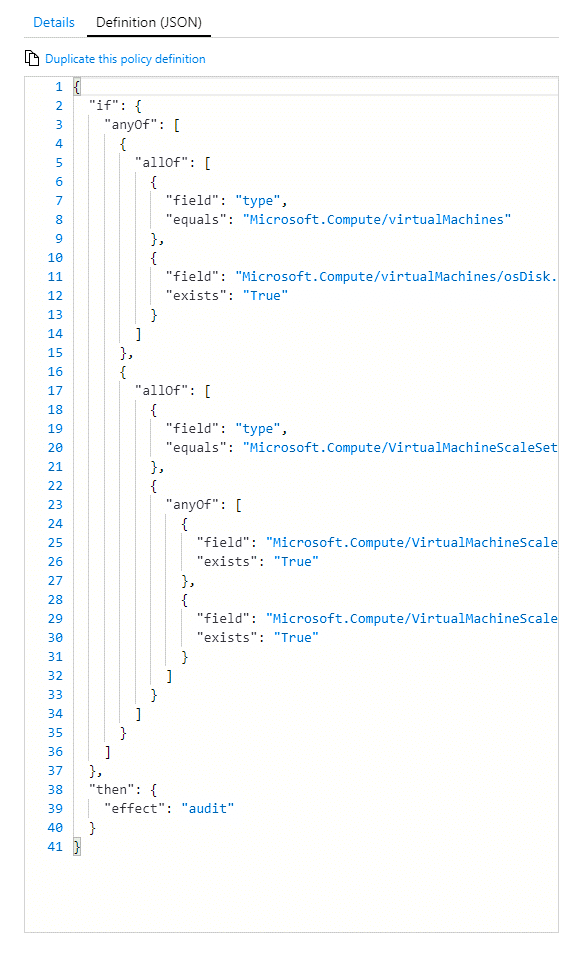 Details Definition (JSON)
Duplicate this policy definition
1 {
2 "if": {
3 "anyOf": [
4 {
5 "allOf": [
6 {
7 "field": "type",
8 "equals": "Microsoft.Compute/virtualMachines"
9 },
10 {
11 "field": "Microsoft.Compute/virtualMachines/osDisk.
12 "exists": "True"
13 }
14 ]
15 },
16 {
17 "allOf": [
18 {
19 "field": "type",
20 "equals": "Microsoft.Compute/VirtualMachineScaleSet
21 },
22 {
23 "anyOf": [
24 {
25 "field": "Microsoft.Compute/VirtualMachineScale
26 "exists": "True"
27 },
28 {
29 "field": "Microsoft.Compute/VirtualMachineScale
30 "exists": "True"
31 }
32 ]
33 }
34 ]
35 }
36 ]
37 },
38 "then": {
39 "effect": "audit"
40 }
41 }